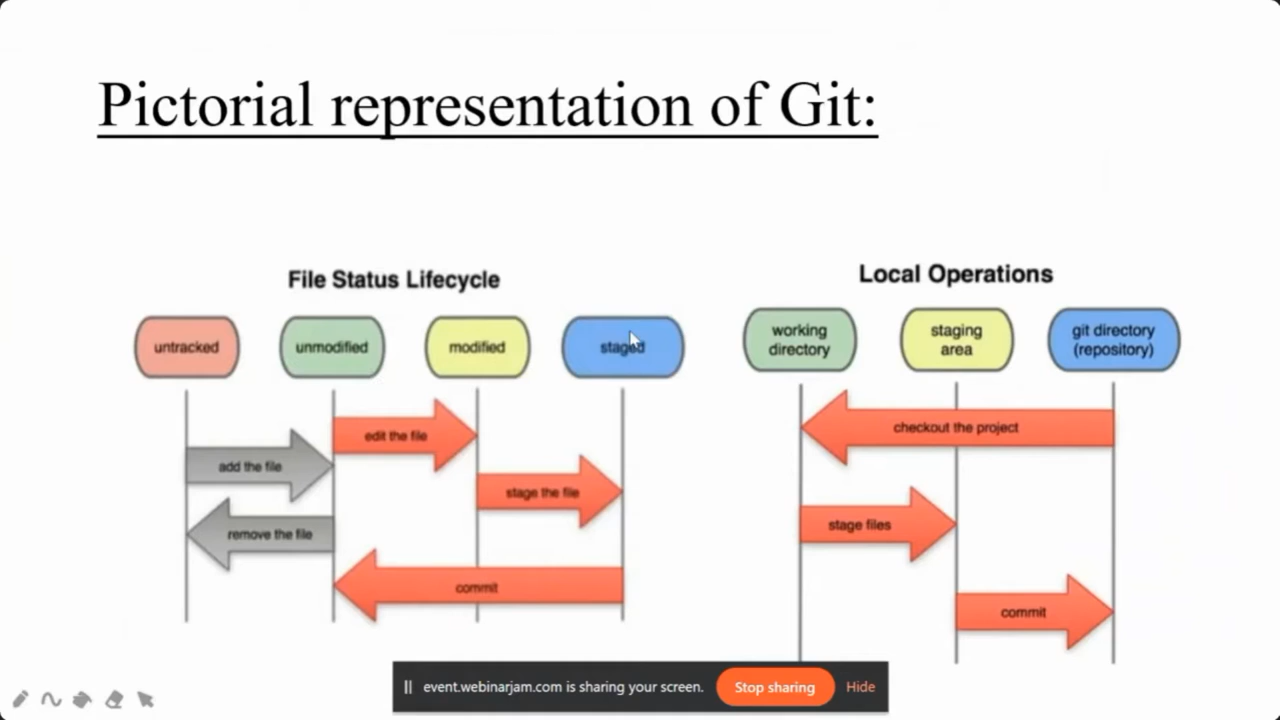 Pictorial representation of Git:
File Status Lifecycle
untracked
unmodified
modified
staged
edit the file
add the file
stage the file
remove the file
commit
Local Operations
working
directory
staging
area
git directory
(repository)
checkout the project
stage files
commit
event.webinarjam.com is sharing your screen.
Stop sharing
Hide